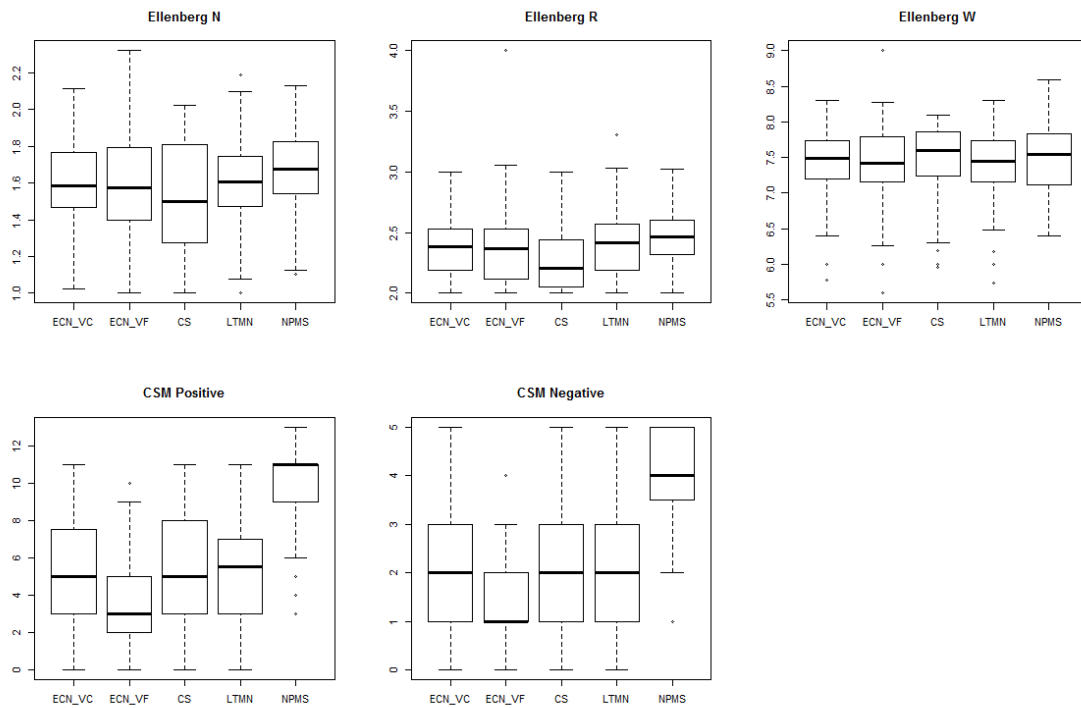 Ellenberg N
1.0 1.2 1.4 1.6 1.8 2.0 2.2
ECN_VC ECN_VF CS LTMN NPMS
Ellenberg R
2.0 2.5 3.0 3.5 4.0
ECN_VC ECN_VF CS LTMN NPMS
Ellenberg W
5.5 6.0 6.5 7.0 7.5 8.0 8.5 9.0
ECN_VC ECN_VF CS LTMN NPMS
CSM Positive
0 2 4 6 8 10 12
ECN_VC ECN_VF CS LTMN NPMS
CSM Negative
0 1 2 3 4 5
ECN_VC ECN_VF CS LTMN NPMS